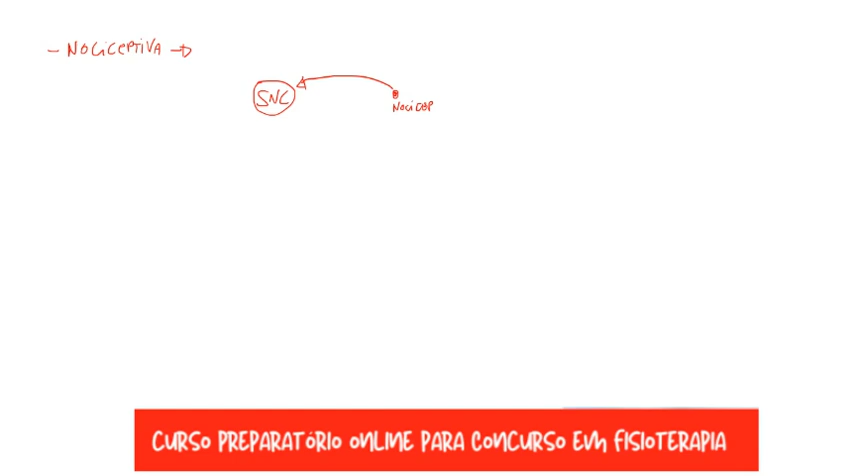 - NOCICEPTIVA →
SNC
NOCICEP
CURSO PREPARATÓRIO ONLINE PARA CONCURSO EM FISIOTERAPIA